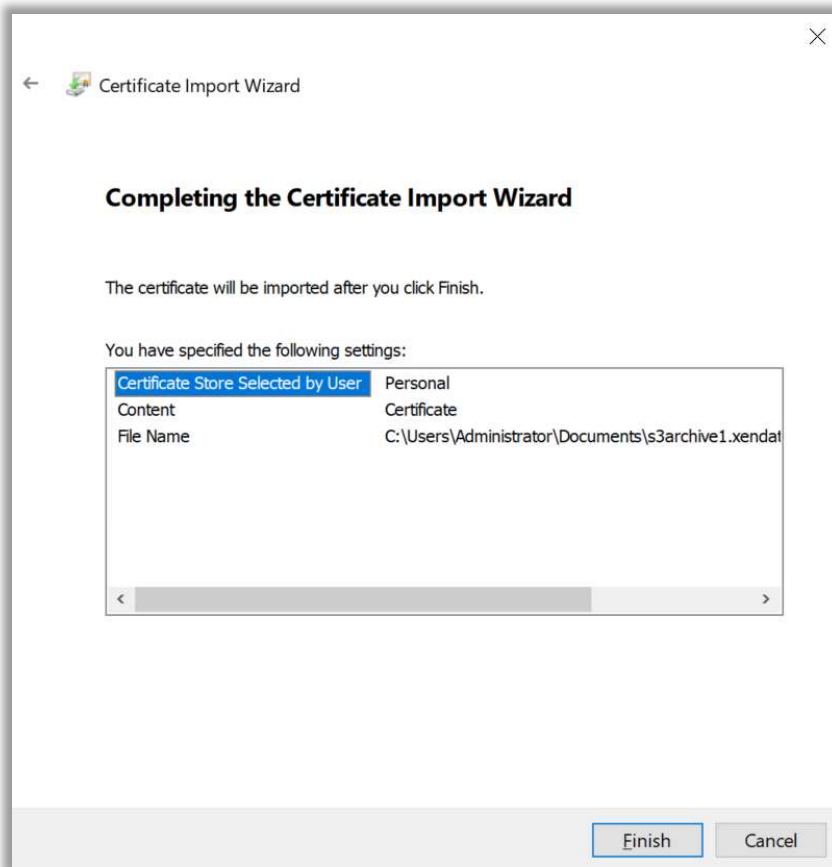 Certificate Import Wizard
Completing the Certificate Import Wizard
The certificate will be imported after you click Finish.
You have specified the following settings:
Certificate Store Selected by User Personal
Content Certificate
File Name C:\Users\Administrator\Documents\s3archive1.xendat
Finish Cancel